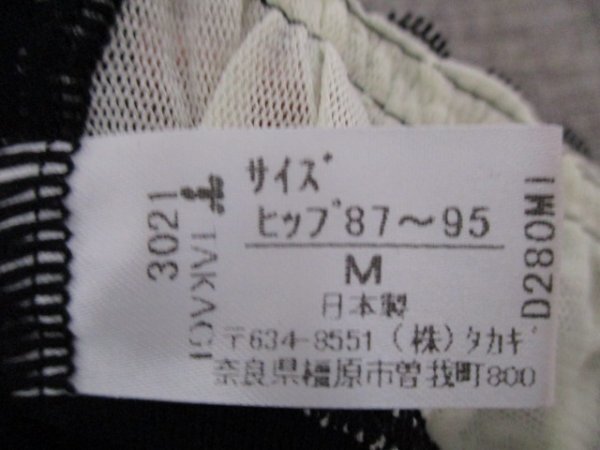 サイズ
ヒップ87～95
M
日本製
〒634-8551 (株)タカギ
奈良県橿原市曽我町800
3021
TAKAGI
D280MI